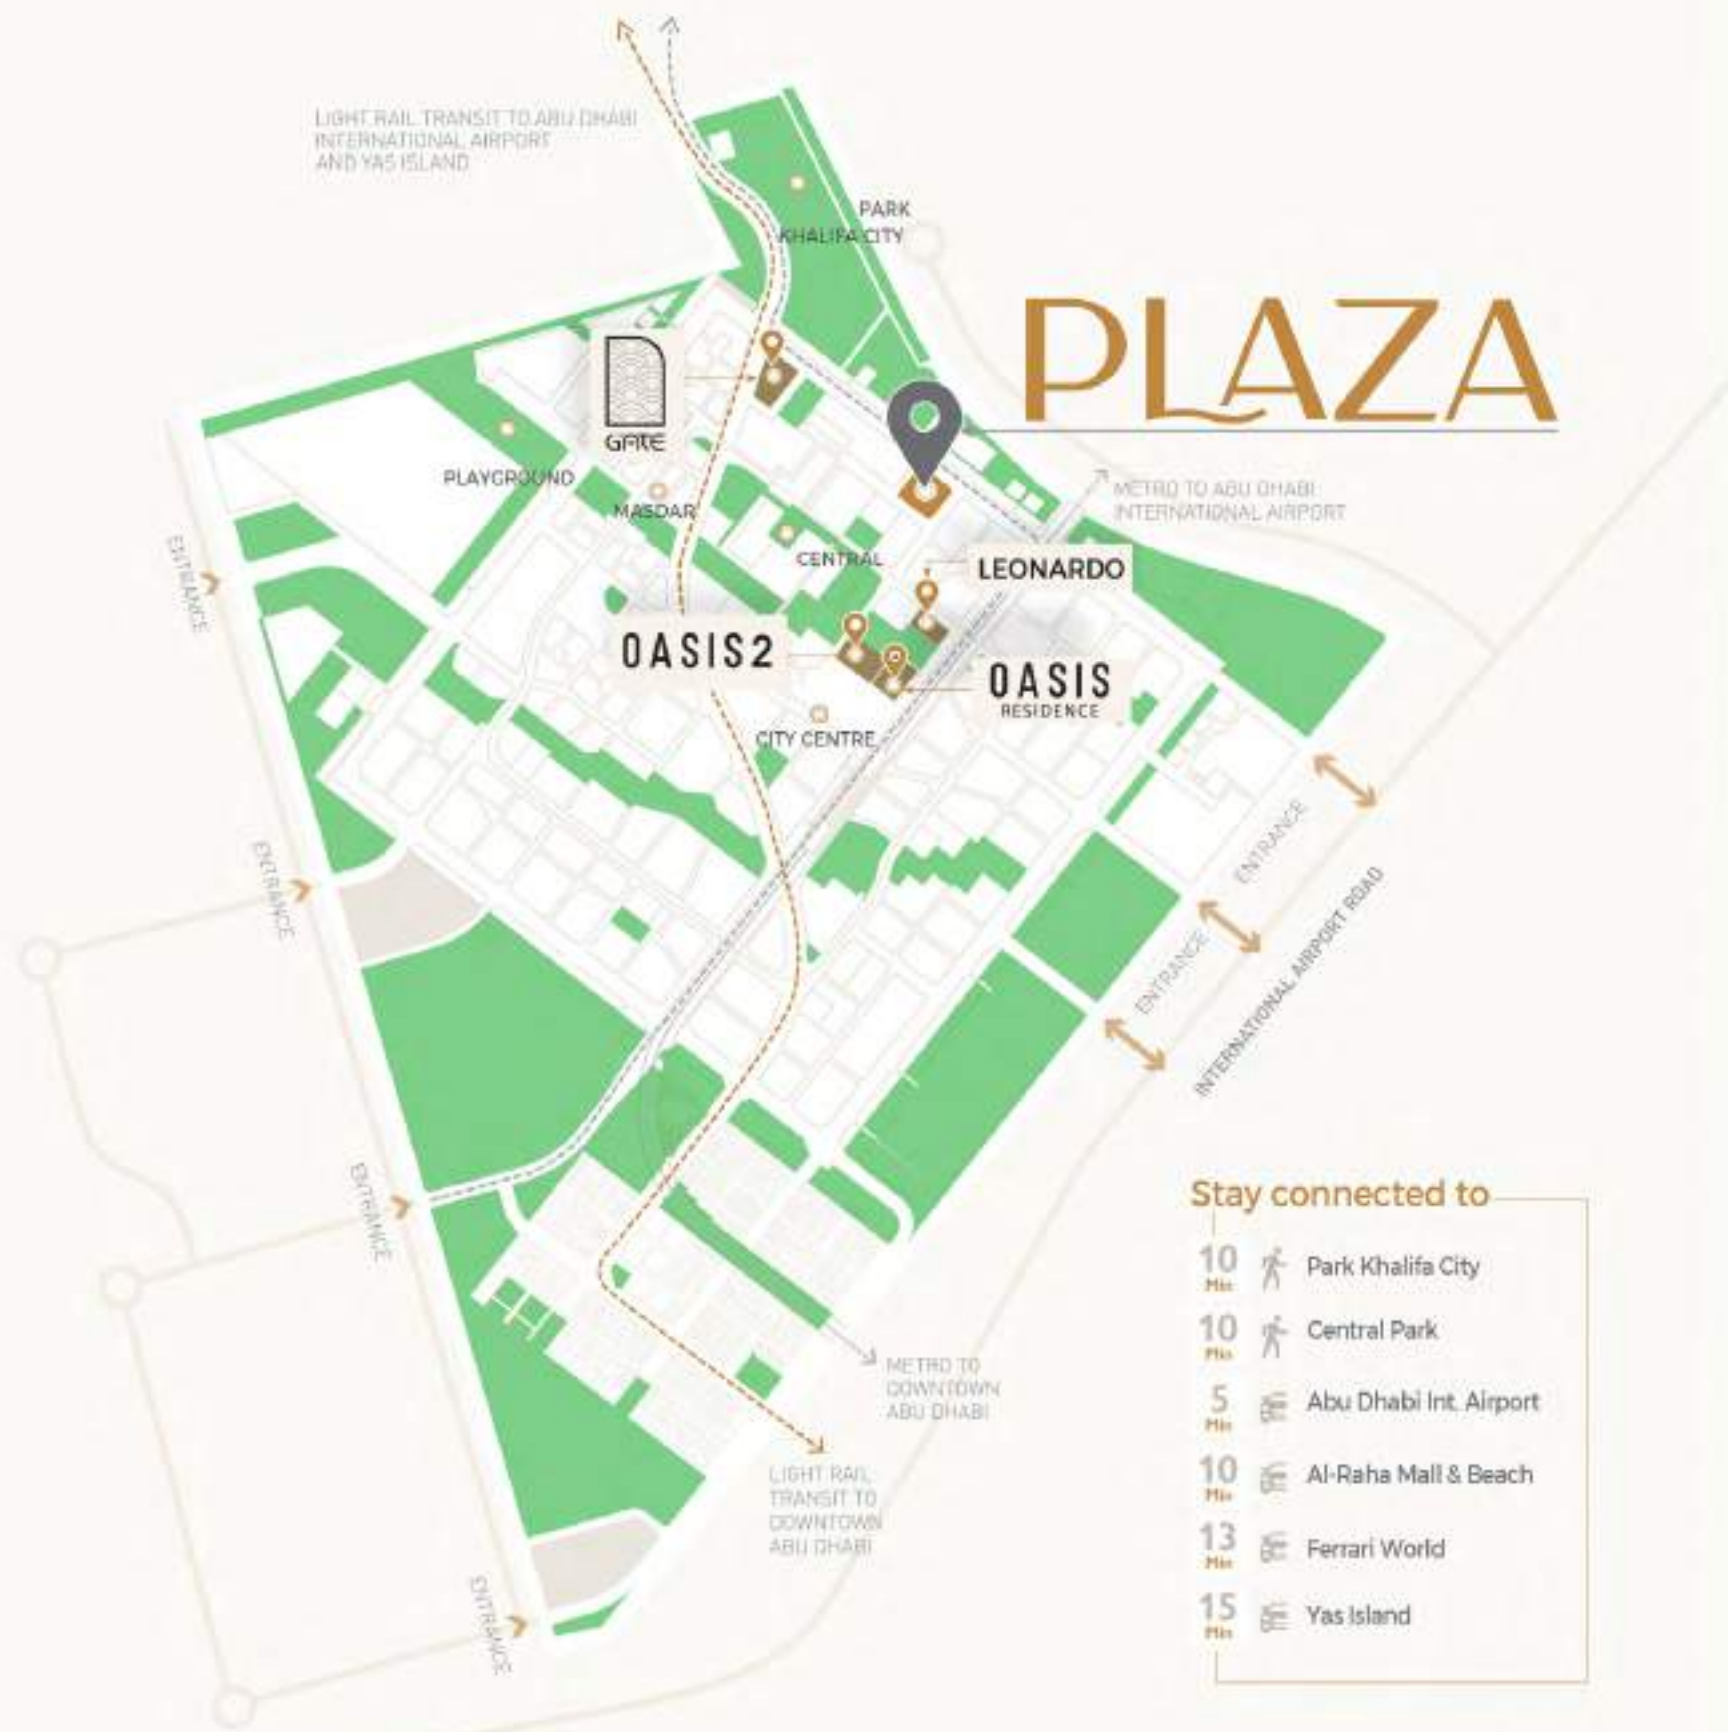 LIGHT RAIL TRANSIT TO ABU DHABI
INTERNATIONAL AIRPORT
AND YAS ISLAND
PARK
KHALIFA CITY
PLAZA
GATE
PLAYGROUND
MASDAR
METRO TO ABU DHABI
INTERNATIONAL AIRPORT
CENTRAL
LEONARDO
ENTRANCE
OASIS2
OASIS
RESIDENCE
CITY CENTRE
ENTRANCE
ENTRANCE
ENTRANCE
INTERNATIONAL AIRPORT ROAD
ENTRANCE
METRO TO
DOWNTOWN
ABU DHABI
LIGHT RAIL
TRANSIT TO
DOWNTOWN
ABU DHABI
ENTRANCE
Stay connected to
10 Min Park Khalifa City
10 Min Central Park
5 Min Abu Dhabi Int. Airport
10 Min Al-Raha Mall & Beach
13 Min Ferrari World
15 Min Yas Island